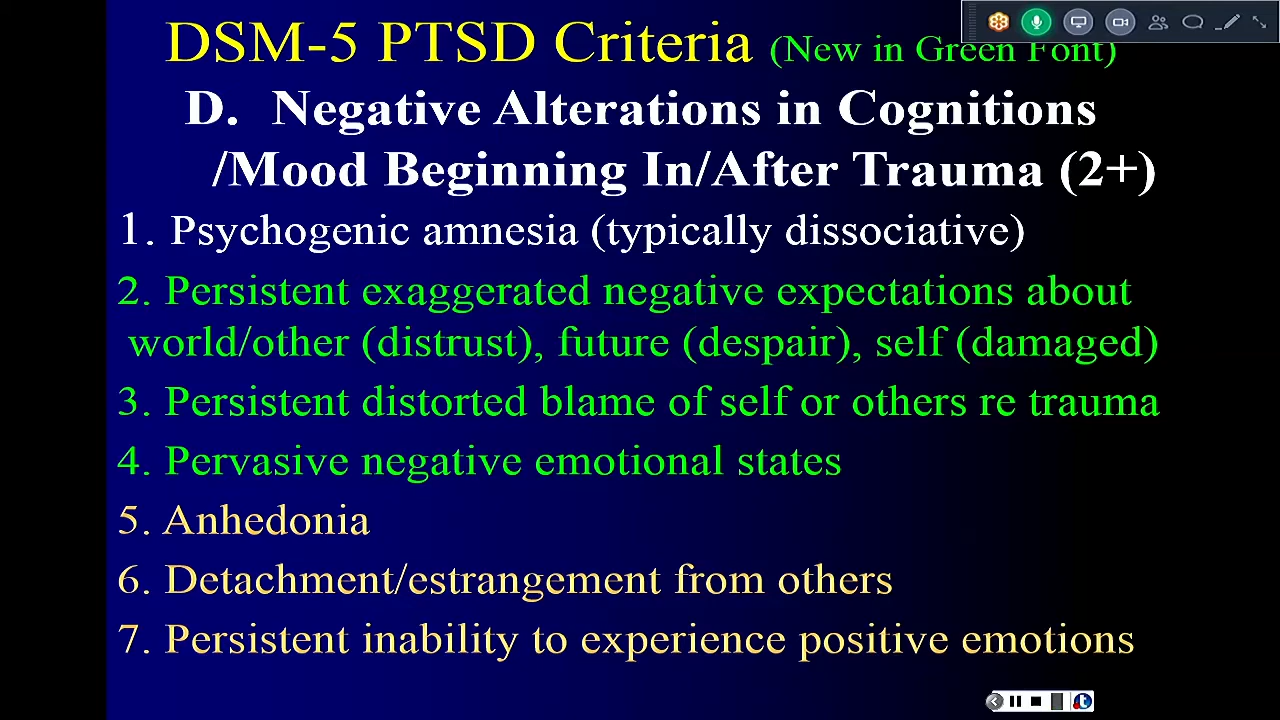 DSM-5 PTSD Criteria (New in Green Font)
D. Negative Alterations in Cognitions
/Mood Beginning In/After Trauma (2+)
1. Psychogenic amnesia (typically dissociative)
2. Persistent exaggerated negative expectations about
world/other (distrust), future (despair), self (damaged)
3. Persistent distorted blame of self or others re trauma
4. Pervasive negative emotional states
5. Anhedonia
6. Detachment/estrangement from others
7. Persistent inability to experience positive emotions